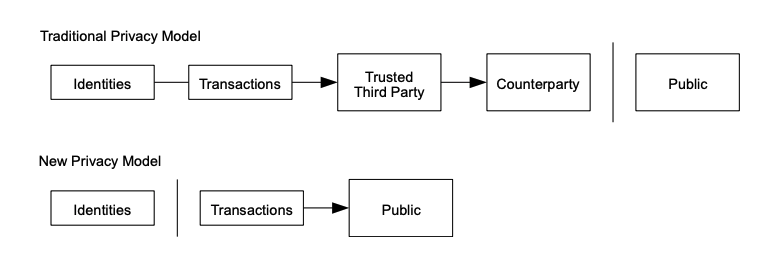 Traditional Privacy Model
Identities
Transactions
Trusted
Third Party
Counterparty
Public
New Privacy Model
Identities
Transactions
Public